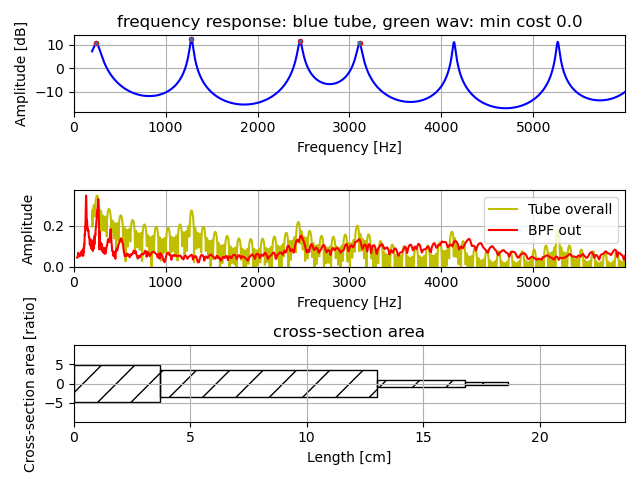 frequency response: blue tube, green wav: min cost 0.0
Amplitude [dB]
10
0
−10
0 1000 2000 3000 4000 5000
Frequency [Hz]
Amplitude
0.2
0.0
Tube overall
BPF out
0 1000 2000 3000 4000 5000
Frequency [Hz]
cross-section area
Cross-section area [ratio]
5
0
−5
0 5 10 15 20
Length [cm]